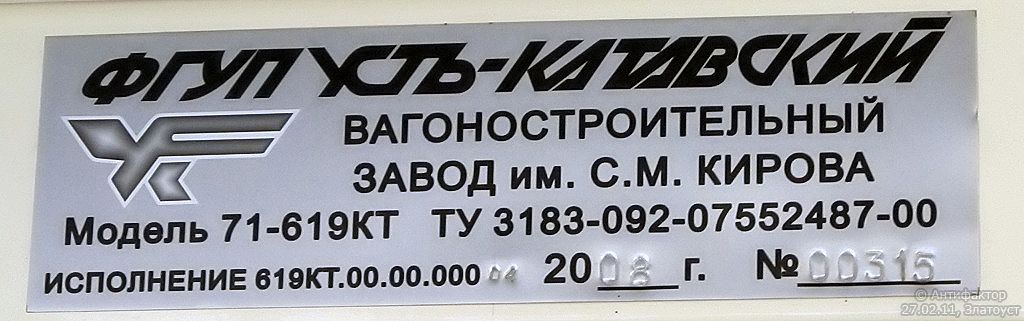 ФГУП УСТЬ-КАТАВСКИЙ
ВАГОНОСТРОИТЕЛЬНЫЙ
ЗАВОД им. С.М. КИРОВА
Модель 71-619КТ ТУ 3183-092-07552487-00
ИСПОЛНЕНИЕ 619КТ.00.00.000 04 2008 г. № 00315
© Антифактор
27.02.11, Златоуст